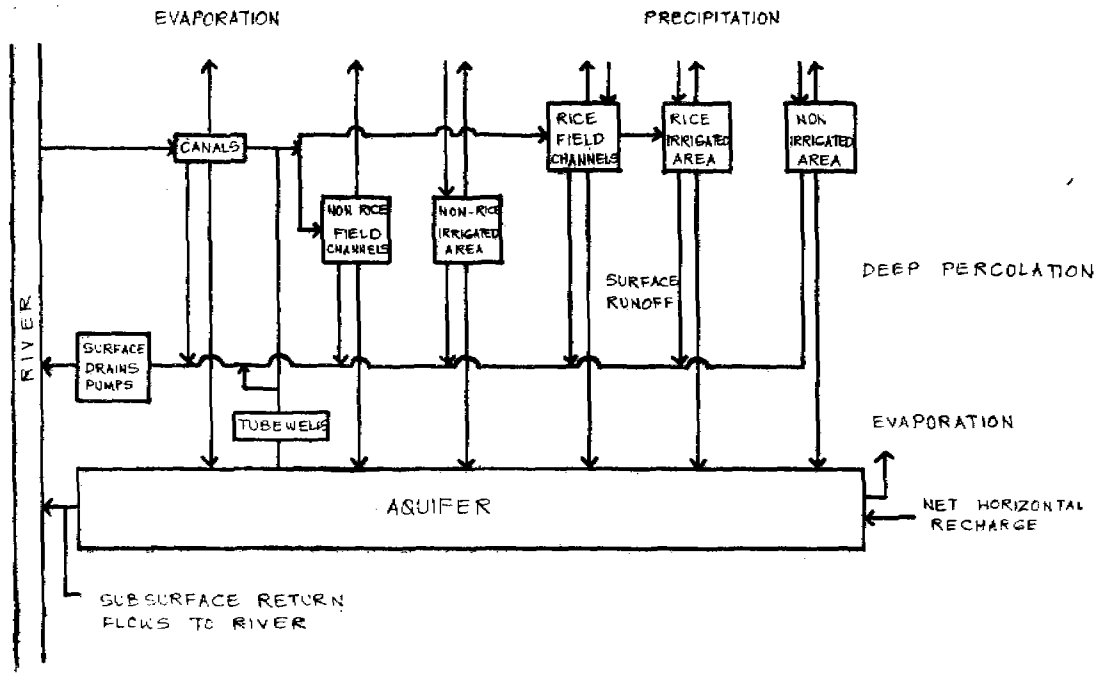 EVAPORATION
PRECIPITATION
CANALS
RICE
FIELD
CHANNELS
RICE
IRRIGATED
AREA
NON
IRRIGATED
AREA
NON RICE
FIELD
CHANNELS
NON-RICE
IRRIGATED
AREA
DEEP PERCOLATION
SURFACE
RUNOFF
RIVER
SURFACE
DRAINS
PUMPS
TUBEWELLS
EVAPORATION
AQUIFER
NET HORIZONTAL
RECHARGE
SUBSURFACE RETURN
FLOWS TO RIVER